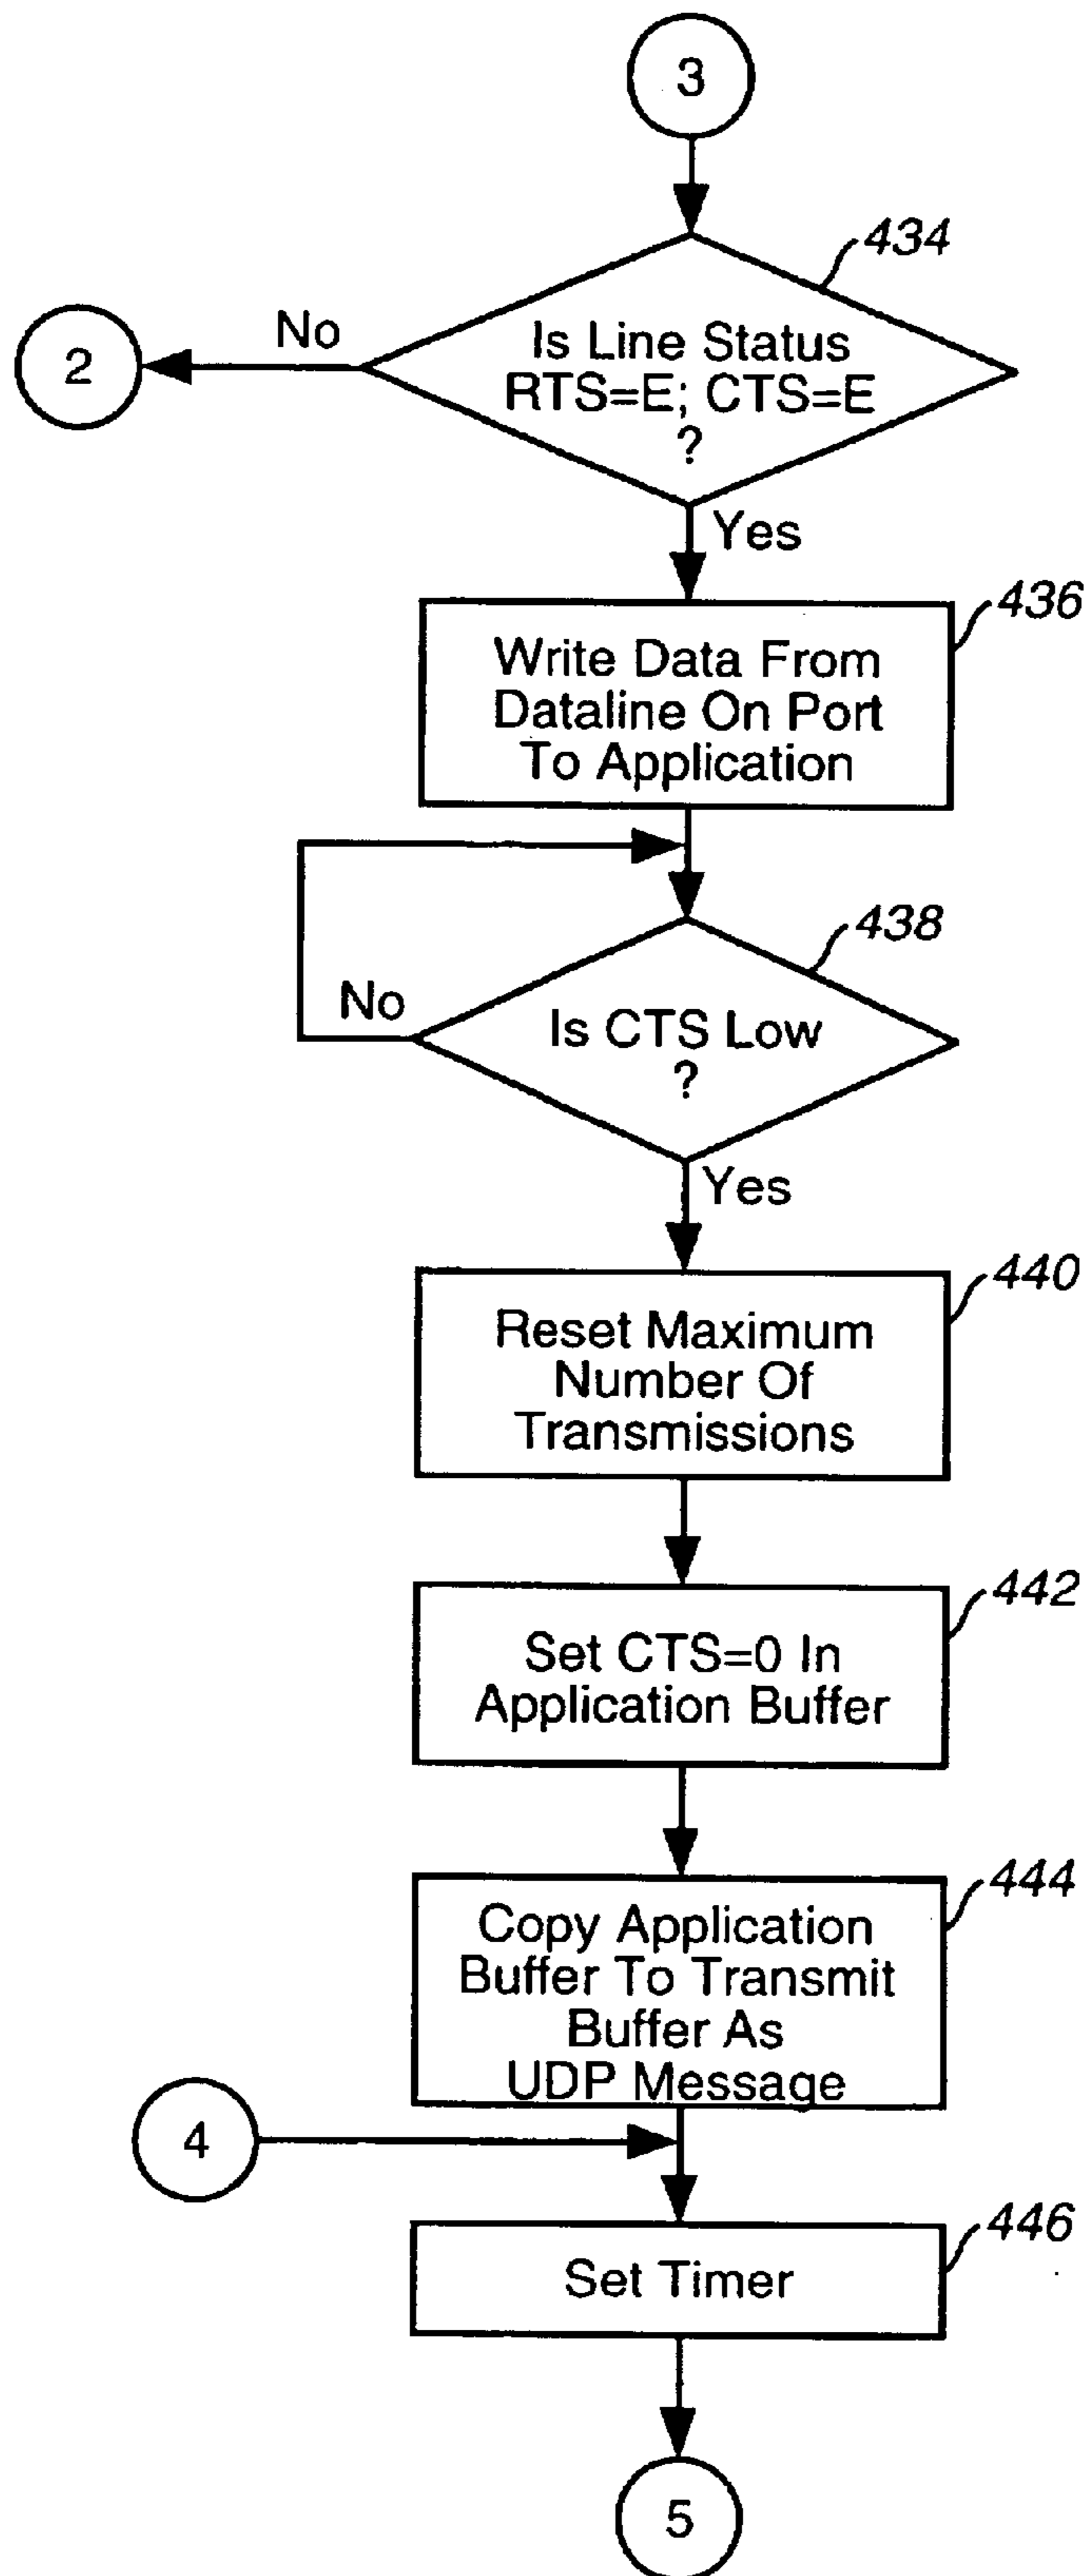 3
434
No
2
Is Line Status
RTS=E; CTS=E
?
Yes
436
Write Data From
Dataline On Port
To Application
438
No
Is CTS Low
?
Yes
440
Reset Maximum
Number Of
Transmissions
442
Set CTS=0 In
Application Buffer
444
Copy Application
Buffer To Transmit
Buffer As
UDP Message
4
446
Set Timer
5